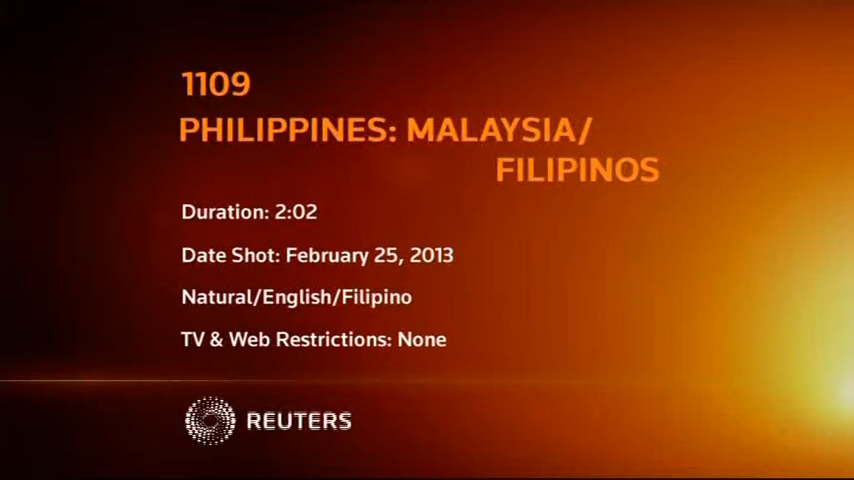 1109
PHILIPPINES: MALAYSIA/
FILIPINOS
Duration: 2:02
Date Shot: February 25, 2013
Natural/English/Filipino
TV & Web Restrictions: None
REUTERS